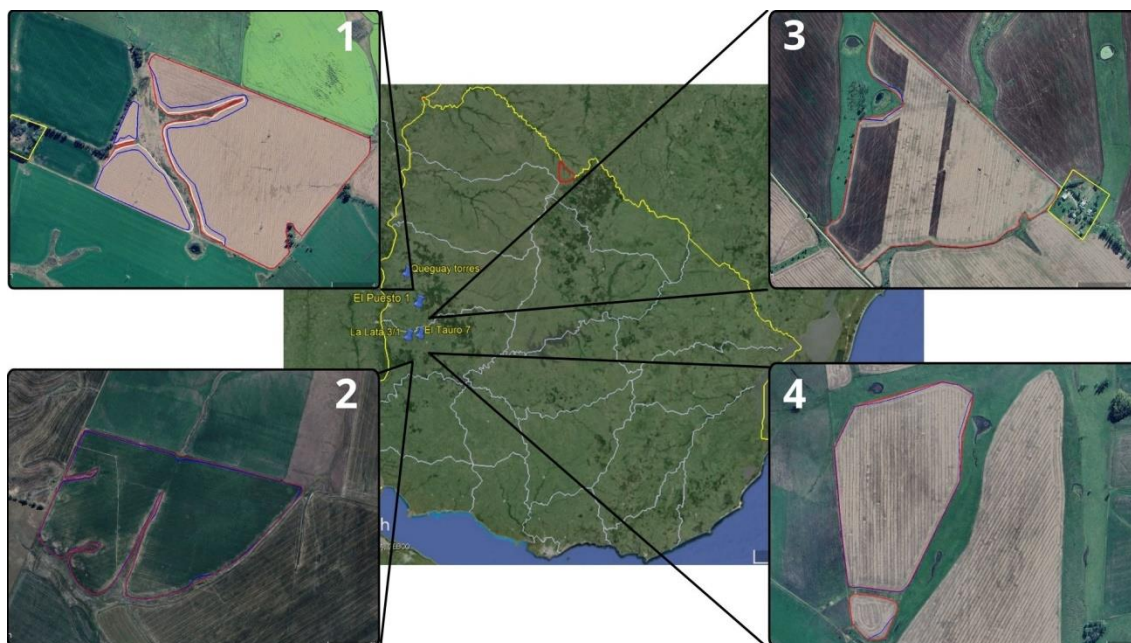 1
3
Queguay torres
El Puesto 1
La Lata 3/1
El Tauro 7
2
4